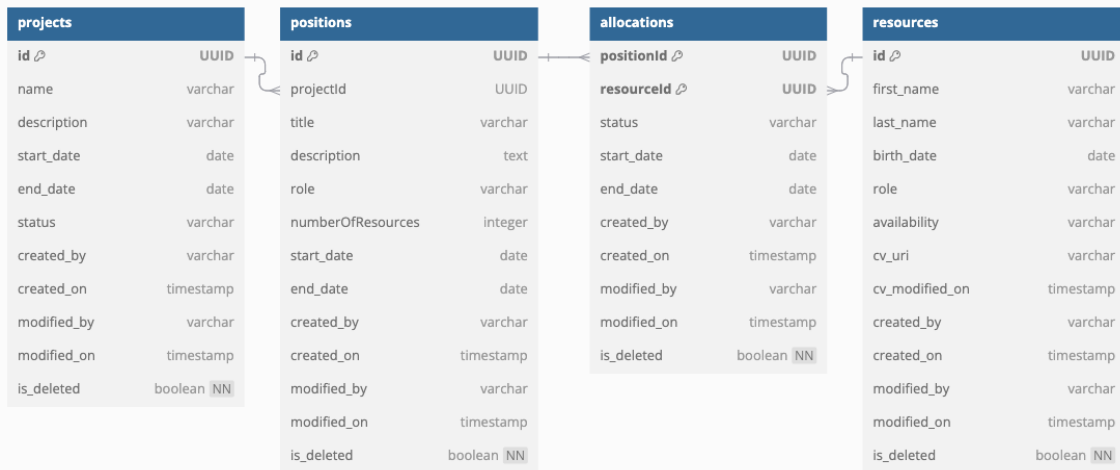 projects
id UUID
name varchar
description varchar
start_date date
end_date date
status varchar
created_by varchar
created_on timestamp
modified_by varchar
modified_on timestamp
is_deleted boolean NN
positions
id UUID
projectId UUID
title varchar
description text
role varchar
numberOfResources integer
start_date date
end_date date
created_by varchar
created_on timestamp
modified_by varchar
modified_on timestamp
is_deleted boolean NN
allocations
positionId UUID
resourceId UUID
status varchar
start_date date
end_date date
created_by varchar
created_on timestamp
modified_by varchar
modified_on timestamp
is_deleted boolean NN
resources
id UUID
first_name varchar
last_name varchar
birth_date date
role varchar
availability varchar
cv_uri varchar
cv_modified_on timestamp
created_by varchar
created_on timestamp
modified_by varchar
modified_on timestamp
is_deleted boolean NN